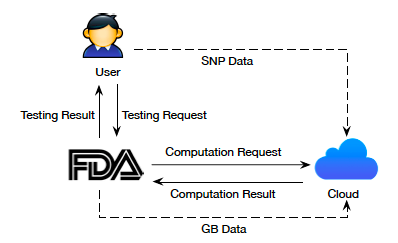 User
SNP Data
Testing Result
Testing Request
FDA
Computation Request
Computation Result
Cloud
GB Data